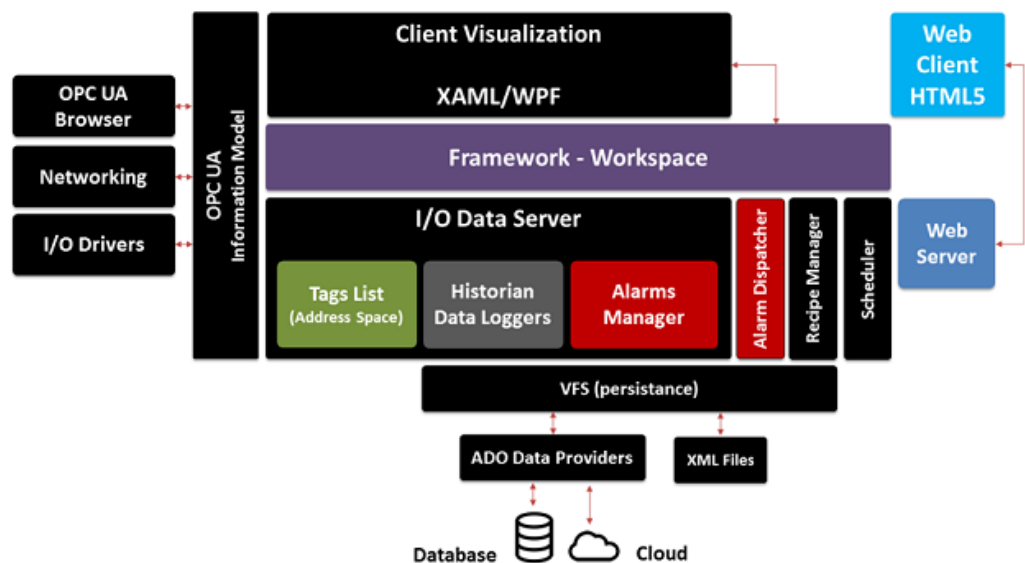 Client Visualization
XAML/WPF
Web
Client
HTML5
OPC UA
Browser
Networking
I/O Drivers
OPC UA
Information Model
Framework - Workspace
I/O Data Server
Tags List
(Address Space)
Historian
Data Loggers
Alarms
Manager
Alarm Dispatcher
Recipe Manager
Scheduler
Web
Server
VFS (persistance)
ADO Data Providers
XML Files
Database
Cloud